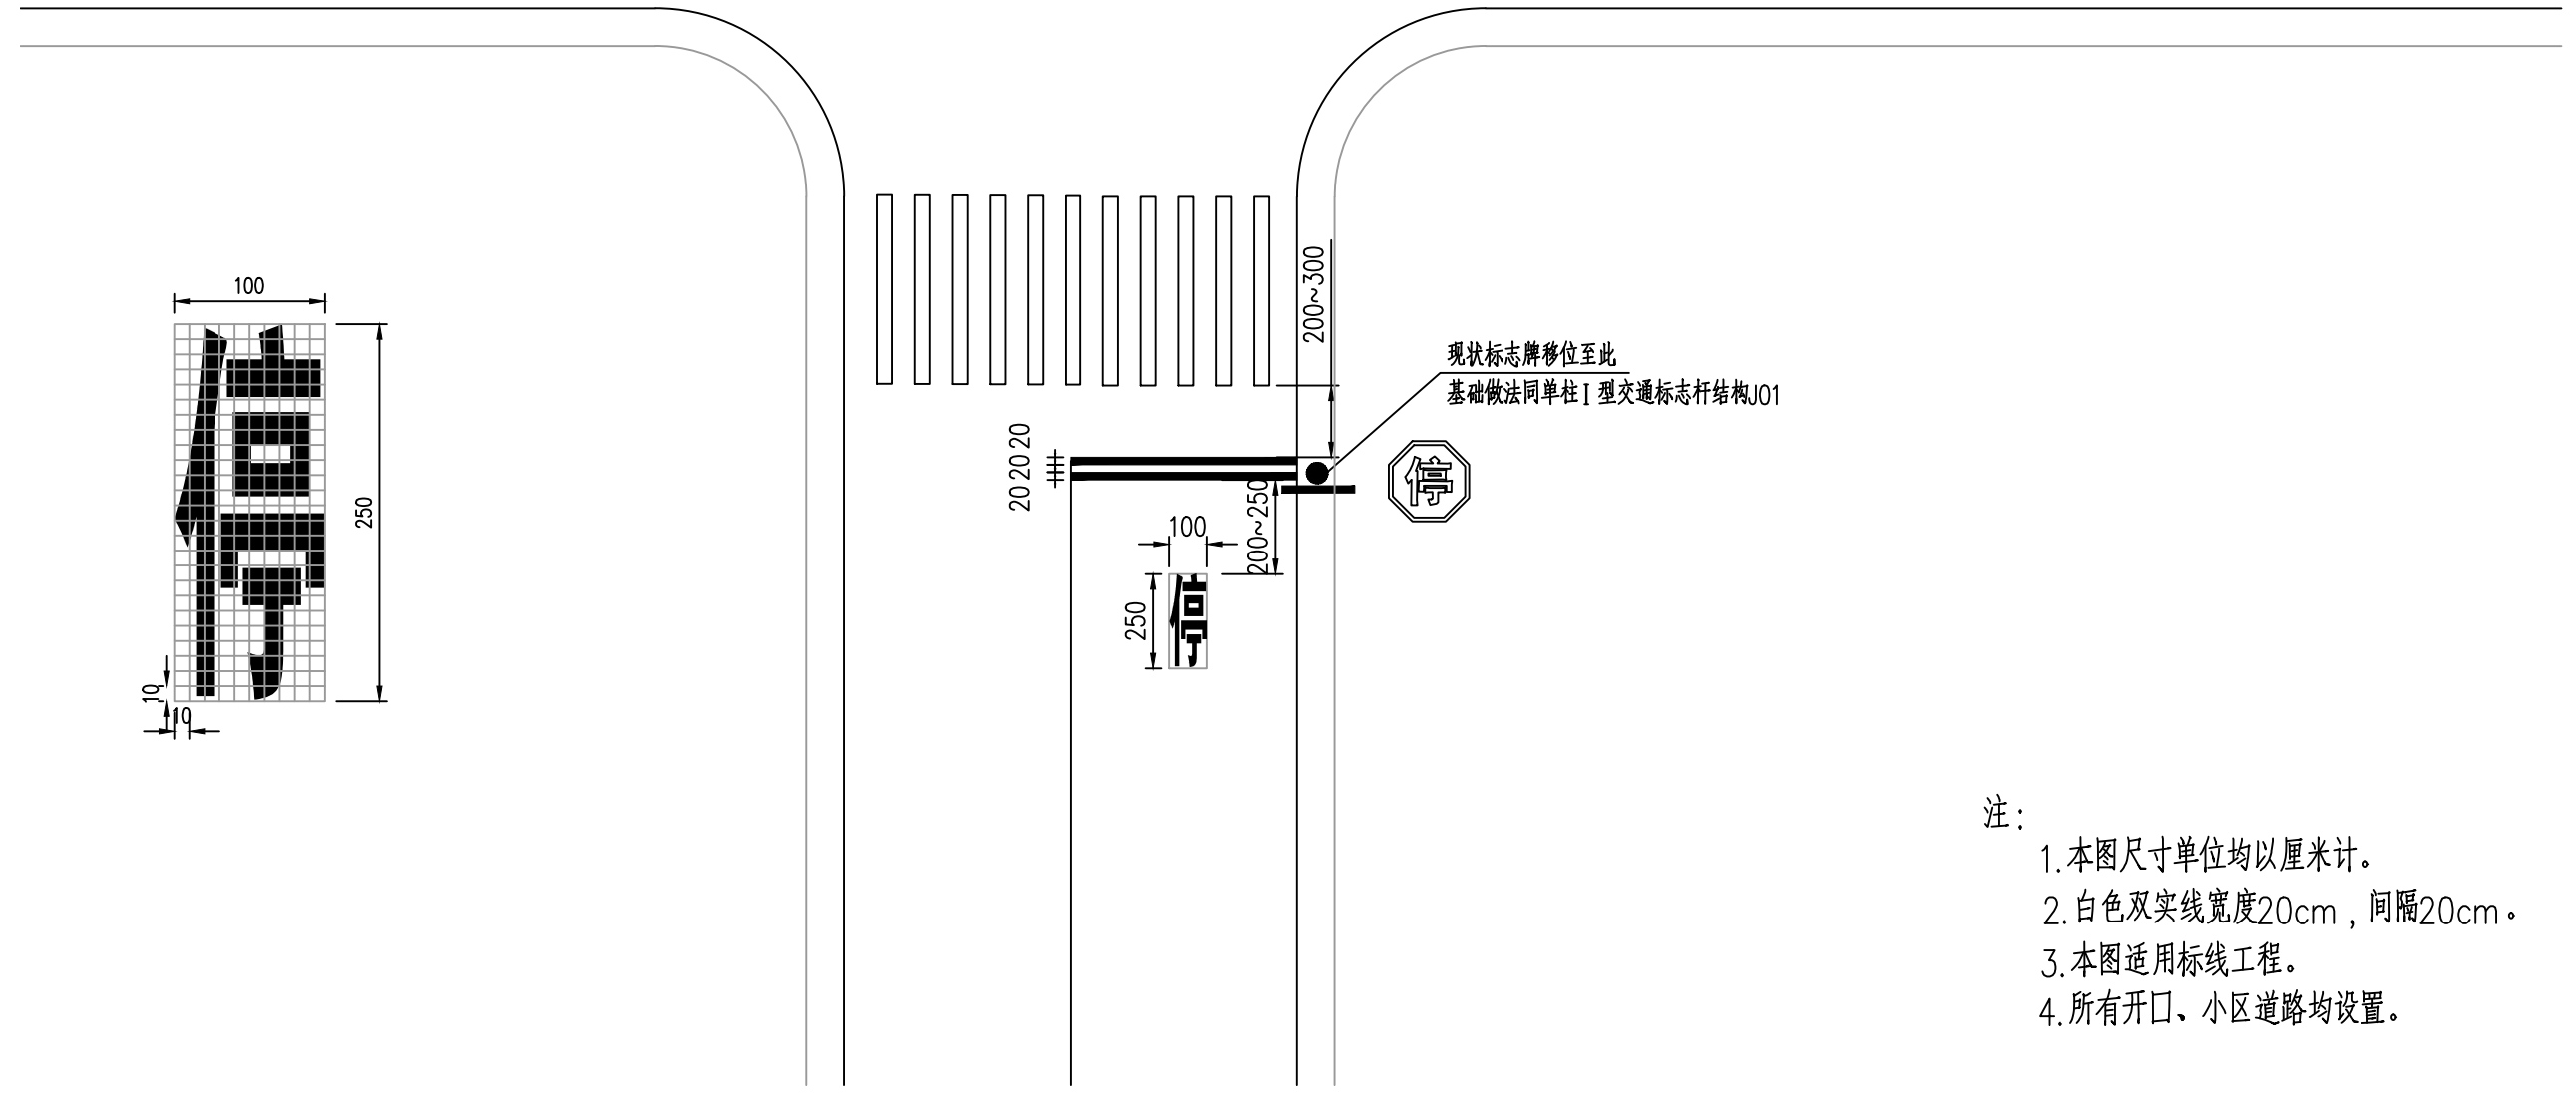 100
停
250
10
10
200~300
现状标志牌移位至此
基础做法同单柱Ⅰ型交通标志杆结构J01
20 20 20
停
200~250
100
250
停
注：
1.本图尺寸单位均以厘米计。
2.白色双实线宽度20cm，间隔20cm。
3.本图适用标线工程。
4.所有开口、小区道路均设置。